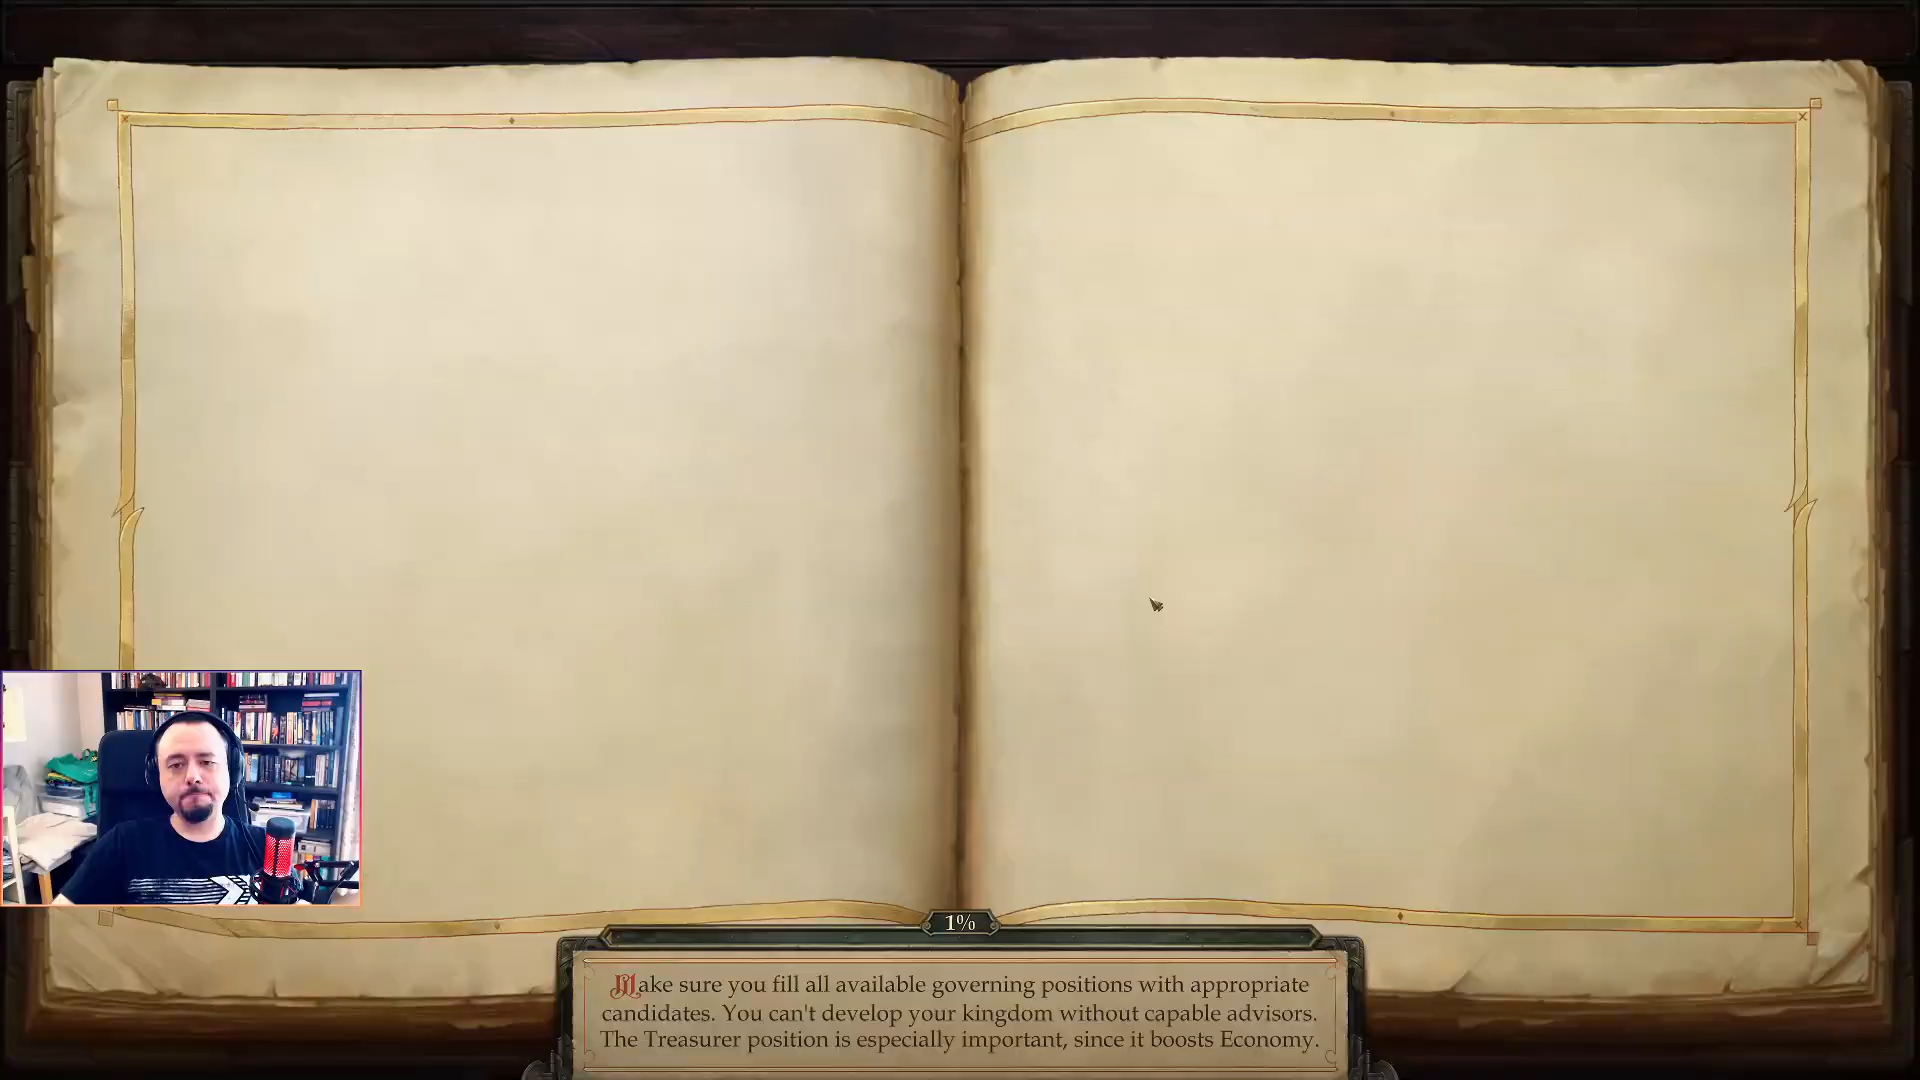 1%
Make sure you fill all available governing positions with appropriate
candidates. You can't develop your kingdom without capable advisors.
The Treasurer position is especially important, since it boosts Economy.